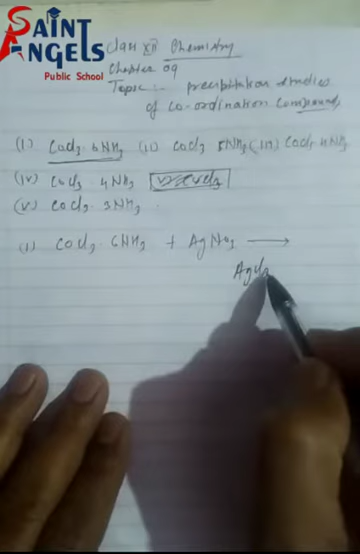 SAINT
ANGELS
Public School
Class XII Chemistry
Chapter 09
Topic :- precipitation studies
of Co-ordination Compounds
(i) CoCl3. 6NH3 (ii) CoCl3 5NH3 (iii) CoCl3 4NH3
(iv) CoCl3 4NH3
(v) CoCl3. 3NH3
(i) CoCl3. 6NH3 + AgNO3 ⟶
AgCl